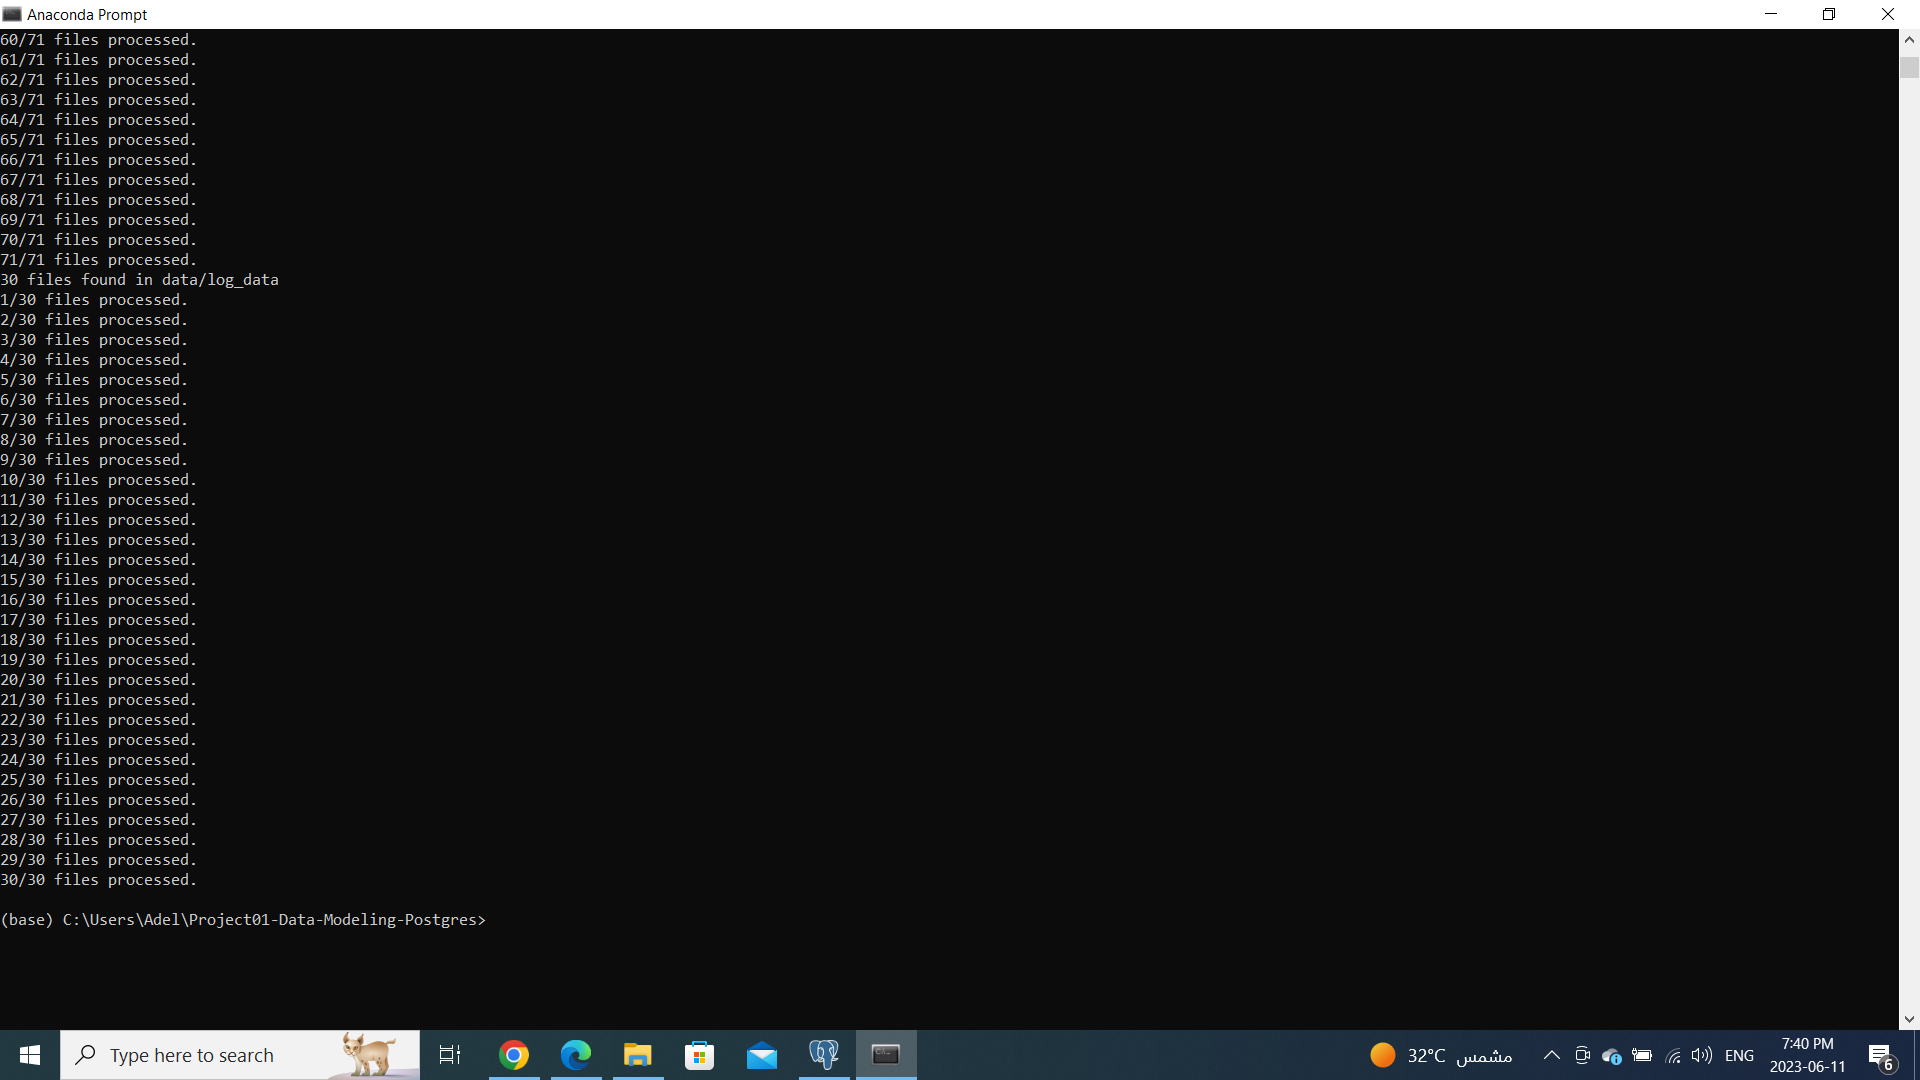 Anaconda Prompt
60/71 files processed.
61/71 files processed.
62/71 files processed.
63/71 files processed.
64/71 files processed.
65/71 files processed.
66/71 files processed.
67/71 files processed.
68/71 files processed.
69/71 files processed.
70/71 files processed.
71/71 files processed.
30 files found in data/log_data
1/30 files processed.
2/30 files processed.
3/30 files processed.
4/30 files processed.
5/30 files processed.
6/30 files processed.
7/30 files processed.
8/30 files processed.
9/30 files processed.
10/30 files processed.
11/30 files processed.
12/30 files processed.
13/30 files processed.
14/30 files processed.
15/30 files processed.
16/30 files processed.
17/30 files processed.
18/30 files processed.
19/30 files processed.
20/30 files processed.
21/30 files processed.
22/30 files processed.
23/30 files processed.
24/30 files processed.
25/30 files processed.
26/30 files processed.
27/30 files processed.
28/30 files processed.
29/30 files processed.
30/30 files processed.
(base) C:\Users\Adel\Project01-Data-Modeling-Postgres>
Type here to search
32°C مشمس
ENG
7:40 PM
2023-06-11
6